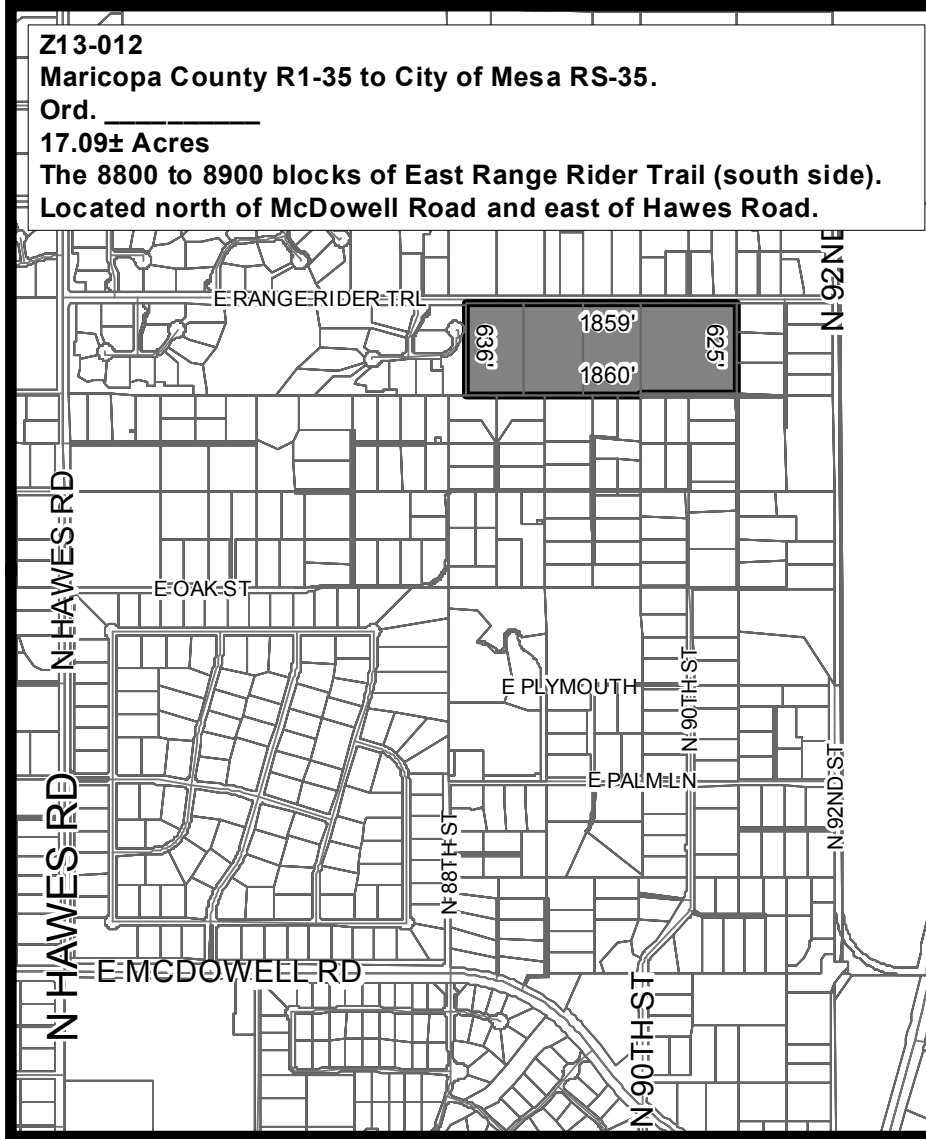 Z13-012
Maricopa County R1-35 to City of Mesa RS-35.
Ord. ___________
17.09± Acres
The 8800 to 8900 blocks of East Range Rider Trail (south side).
Located north of McDowell Road and east of Hawes Road.
N 92ND
E RANGE RIDER TRL
1859'
636'
625'
1860'
N HAWES RD
E OAK ST
E PLYMOUTH
N 90TH ST
E PALM LN
N 92ND ST
N HAWES RD
N 88TH ST
E MCDOWELL RD
N 90TH ST